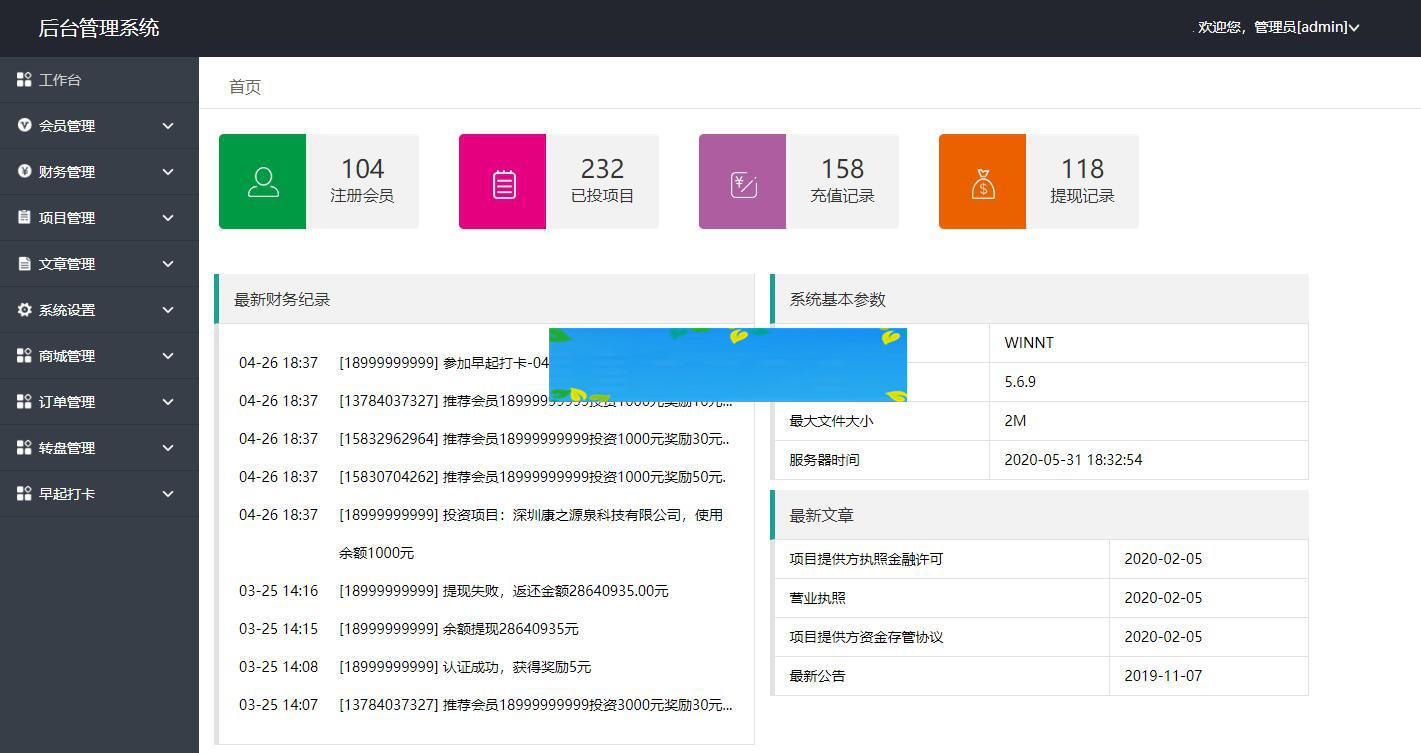 后台管理系统
欢迎您，管理员[admin]
工作台
会员管理
财务管理
项目管理
文章管理
系统设置
商城管理
订单管理
转盘管理
早起打卡
首页
104
注册会员
232
已投项目
158
充值记录
118
提现记录
最新财务纪录
04-26 18:37 [18999999999] 参加早起打卡-04
04-26 18:37 [13784037327] 推荐会员18999999999投资1000元奖励10元...
04-26 18:37 [15832962964] 推荐会员18999999999投资1000元奖励30元..
04-26 18:37 [15830704262] 推荐会员18999999999投资1000元奖励50元.
04-26 18:37 [18999999999] 投资项目：深圳康之源泉科技有限公司，使用
余额1000元
03-25 14:16 [18999999999] 提现失败，返还金额28640935.00元
03-25 14:15 [18999999999] 余额提现28640935元
03-25 14:08 [18999999999] 认证成功，获得奖励5元
03-25 14:07 [13784037327] 推荐会员18999999999投资3000元奖励30元...
系统基本参数
WINNT
5.6.9
最大文件大小 2M
服务器时间 2020-05-31 18:32:54
最新文章
项目提供方执照金融许可 2020-02-05
营业执照 2020-02-05
项目提供方资金存管协议 2020-02-05
最新公告 2019-11-07